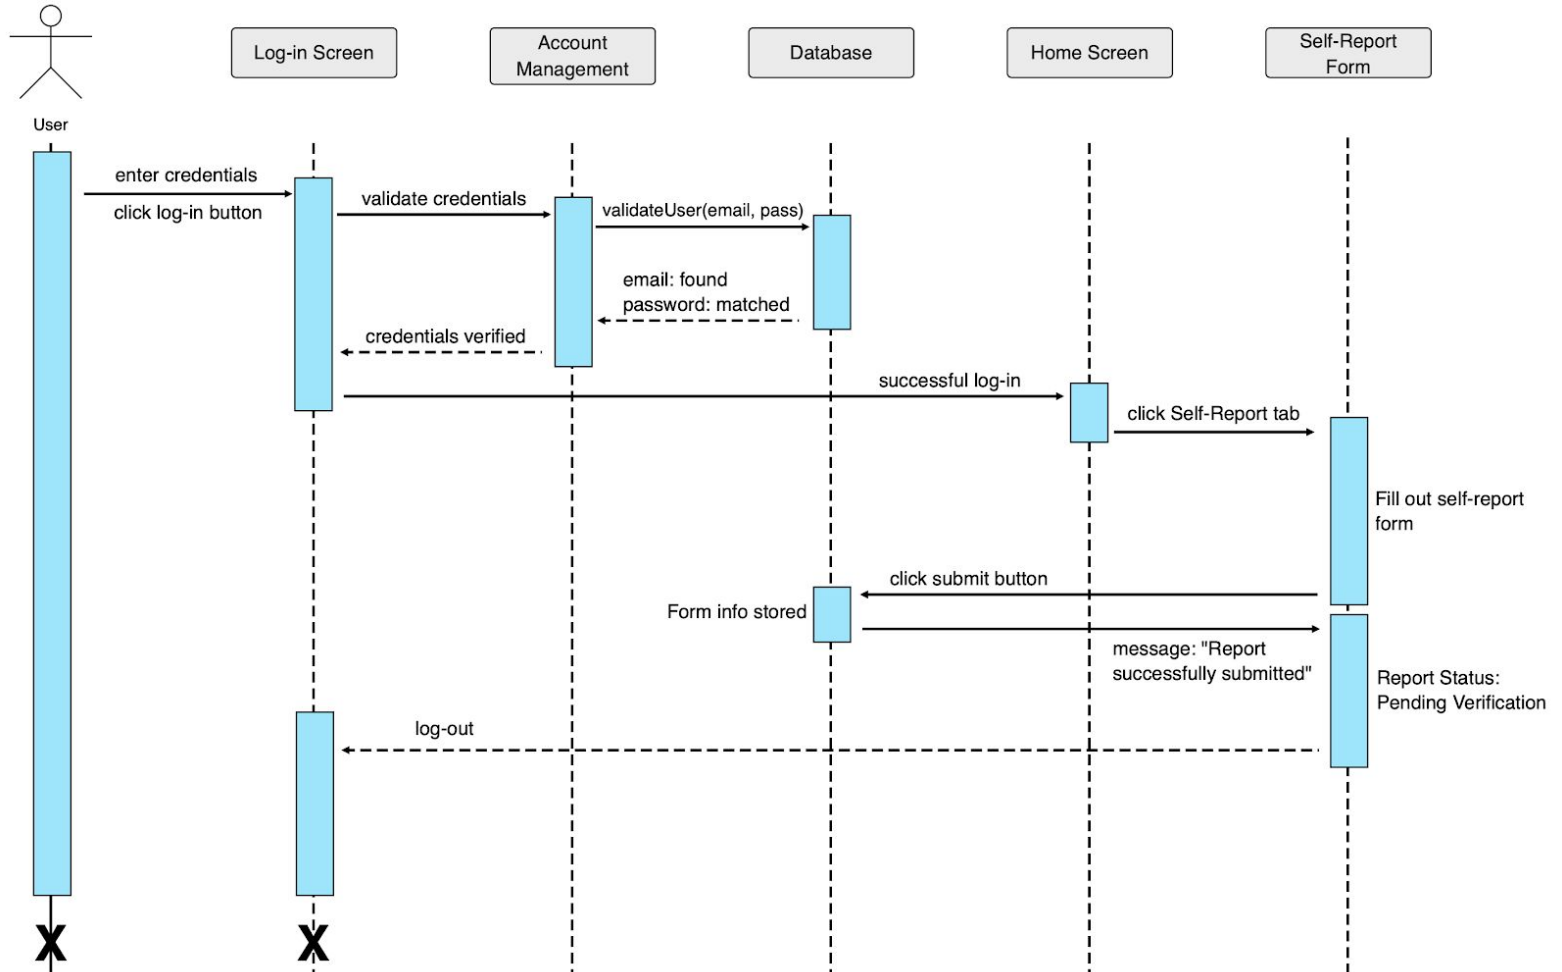 Log-in Screen
Account
Management
Database
Home Screen
Self-Report
Form
User
enter credentials
click log-in button
validate credentials
validateUser(email, pass)
email: found
password: matched
credentials verified
successful log-in
click Self-Report tab
Fill out self-report
form
click submit button
Form info stored
message: "Report
successfully submitted"
Report Status:
Pending Verification
log-out
X
X